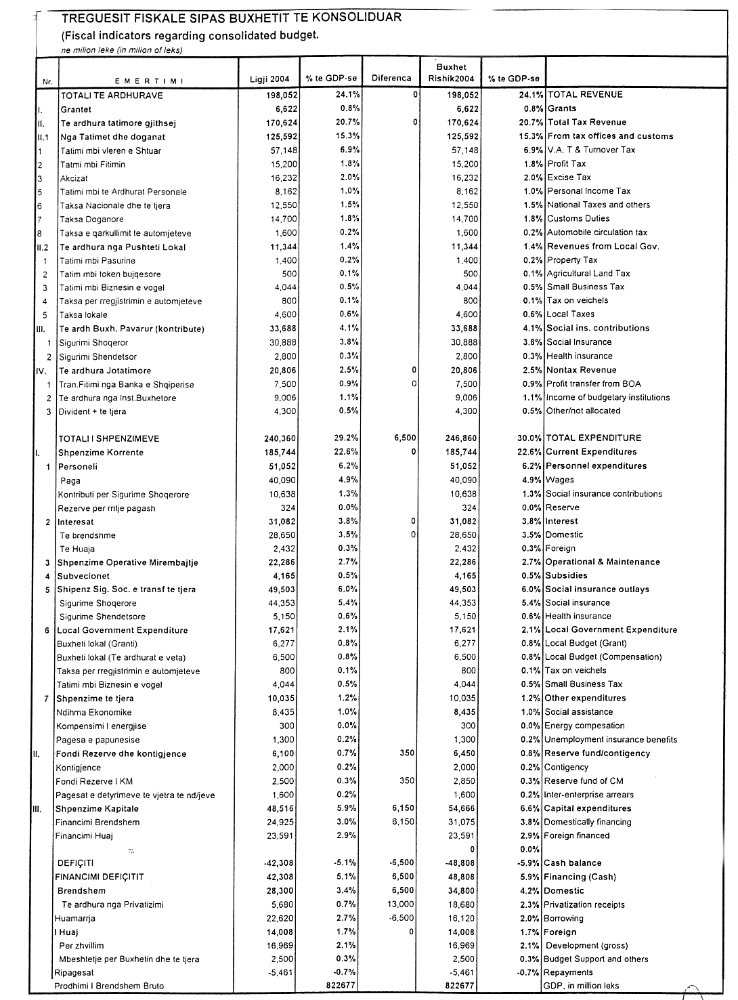 TREGUESIT FISKALE SIPAS BUXHETIT TE KONSOLIDUAR
(Fiscal indicators regarding consolidated budget.
ne milion leke (in milion of leks)
Nr. E M E R T I M I Ligji 2004 % te GDP-se Diferenca Buxhet Rishik2004 % te GDP-se
TOTALI TE ARDHURAVE 198,052 24.1% 0 198,052 24.1% TOTAL REVENUE
I. Grantet 6,622 0.8% 6,622 0.8% Grants
II. Te ardhura tatimore gjithsej 170,624 20.7% 0 170,624 20.7% Total Tax Revenue
II.1 Nga Tatimet dhe doganat 125,592 15.3% 125,592 15.3% From tax offices and customs
1 Tatimi mbi vleren e Shtuar 57,148 6.9% 57,148 6.9% V.A. T & Turnover Tax
2 Tatmi mbi Fitimin 15,200 1.8% 15,200 1.8% Profit Tax
3 Akcizat 16,232 2.0% 16,232 2.0% Excise Tax
5 Tatimi mbi te Ardhurat Personale 8,162 1.0% 8,162 1.0% Personal Income Tax
6 Taksa Nacionale dhe te tjera 12,550 1.5% 12,550 1.5% National Taxes and others
7 Taksa Doganore 14,700 1.8% 14,700 1.8% Customs Duties
8 Taksa e qarkullimit te automjeteve 1,600 0.2% 1,600 0.2% Automobile circulation tax
II.2 Te ardhura nga Pushteti Lokal 11,344 1.4% 11,344 1.4% Revenues from Local Gov.
1 Tatimi mbi Pasurine 1,400 0.2% 1,400 0.2% Property Tax
2 Tatim mbi token bujqesore 500 0.1% 500 0.1% Agricultural Land Tax
3 Tatimi mbi Biznesin e vogel 4,044 0.5% 4,044 0.5% Small Business Tax
4 Taksa per rregjistrimin e automjeteve 800 0.1% 800 0.1% Tax on veichels
5 Taksa lokale 4,600 0.6% 4,600 0.6% Local Taxes
III. Te ardh Buxh. Pavarur (kontribute) 33,688 4.1% 33,688 4.1% Social ins. contributions
1 Sigurimi Shoqeror 30,888 3.8% 30,888 3.8% Social Insurance
2 Sigurimi Shendetsor 2,800 0.3% 2,800 0.3% Health insurance
IV. Te ardhura Jotatimore 20,806 2.5% 0 20,806 2.5% Nontax Revenue
1 Tran.Fitimi nga Banka e Shqiperise 7,500 0.9% 0 7,500 0.9% Profit transfer from BOA
2 Te ardhura nga Inst.Buxhetore 9,006 1.1% 9,006 1.1% Income of budgetary institutions
3 Divident + te tjera 4,300 0.5% 4,300 0.5% Other/not allocated
TOTALI I SHPENZIMEVE 240,360 29.2% 6,500 246,860 30.0% TOTAL EXPENDITURE
I. Shpenzime Korrente 185,744 22.6% 0 185,744 22.6% Current Expenditures
1 Personeli 51,052 6.2% 51,052 6.2% Personnel expenditures
Paga 40,090 4.9% 40,090 4.9% Wages
Kontributi per Sigurime Shoqerore 10,638 1.3% 10,638 1.3% Social insurance contributions
Rezerve per rritje pagash 324 0.0% 324 0.0% Reserve
2 Interesat 31,082 3.8% 0 31,082 3.8% Interest
Te brendshme 28,650 3.5% 0 28,650 3.5% Domestic
Te Huaja 2,432 0.3% 2,432 0.3% Foreign
3 Shpenzime Operative Mirembajtje 22,286 2.7% 22,286 2.7% Operational & Maintenance
4 Subvecionet 4,165 0.5% 4,165 0.5% Subsidies
5 Shipenz Sig. Soc. e transf te tjera 49,503 6.0% 49,503 6.0% Social insurance outlays
Sigurime Shoqerore 44,353 5.4% 44,353 5.4% Social insurance
Sigurime Shendetsore 5,150 0.6% 5,150 0.6% Health insurance
6 Local Government Expenditure 17,621 2.1% 17,621 2.1% Local Government Expenditure
Buxheti lokal (Granti) 6,277 0.8% 6,277 0.8% Local Budget (Grant)
Buxheti lokal (Te ardhurat e veta) 6,500 0.8% 6,500 0.8% Local Budget (Compensation)
Taksa per rregjistrimin e automjeteve 800 0.1% 800 0.1% Tax on veichels
Tatimi mbi Biznesin e vogel 4,044 0.5% 4,044 0.5% Small Business Tax
7 Shpenzime te tjera 10,035 1.2% 10,035 1.2% Other expenditures
Ndihma Ekonomike 8,435 1.0% 8,435 1.0% Social assistance
Kompensimi I energjise 300 0.0% 300 0.0% Energy compesation
Pagesa e papunesise 1,300 0.2% 1,300 0.2% Unemployment insurance benefits
II. Fondi Rezerve dhe kontigjence 6,100 0.7% 350 6,450 0.8% Reserve fund/contigency
Kontigjence 2,000 0.2% 2,000 0.2% Contigency
Fondi Rezerve I KM 2,500 0.3% 350 2,850 0.3% Reserve fund of CM
Pagesat e detyrimeve te vjetra te nd/jeve 1,600 0.2% 1,600 0.2% Inter-enterprise arrears
III. Shpenzime Kapitale 48,516 5.9% 6,150 54,666 6.6% Capital expenditures
Financimi Brendshem 24,925 3.0% 6,150 31,075 3.8% Domestically financing
Financimi Huaj 23,591 2.9% 23,591 2.9% Foreign financed
0 0.0%
DEFIÇITI -42,308 -5.1% -6,500 -48,808 -5.9% Cash balance
FINANCIMI DEFIÇITIT 42,308 5.1% 6,500 48,808 5.9% Financing (Cash)
Brendshem 28,300 3.4% 6,500 34,800 4.2% Domestic
Te ardhura nga Privatizimi 5,680 0.7% 13,000 18,680 2.3% Privatization receipts
Huamarrja 22,620 2.7% -6,500 16,120 2.0% Borrowing
I Huaj 14,008 1.7% 0 14,008 1.7% Foreign
Per zhvillim 16,969 2.1% 16,969 2.1% Development (gross)
Mbeshtetje per Buxhetin dhe te tjera 2,500 0.3% 2,500 0.3% Budget Support and others
Ripagesat -5,461 -0.7% -5,461 -0.7% Repayments
Prodhimi I Brendshem Bruto 822677 822677 GDP, in million leks